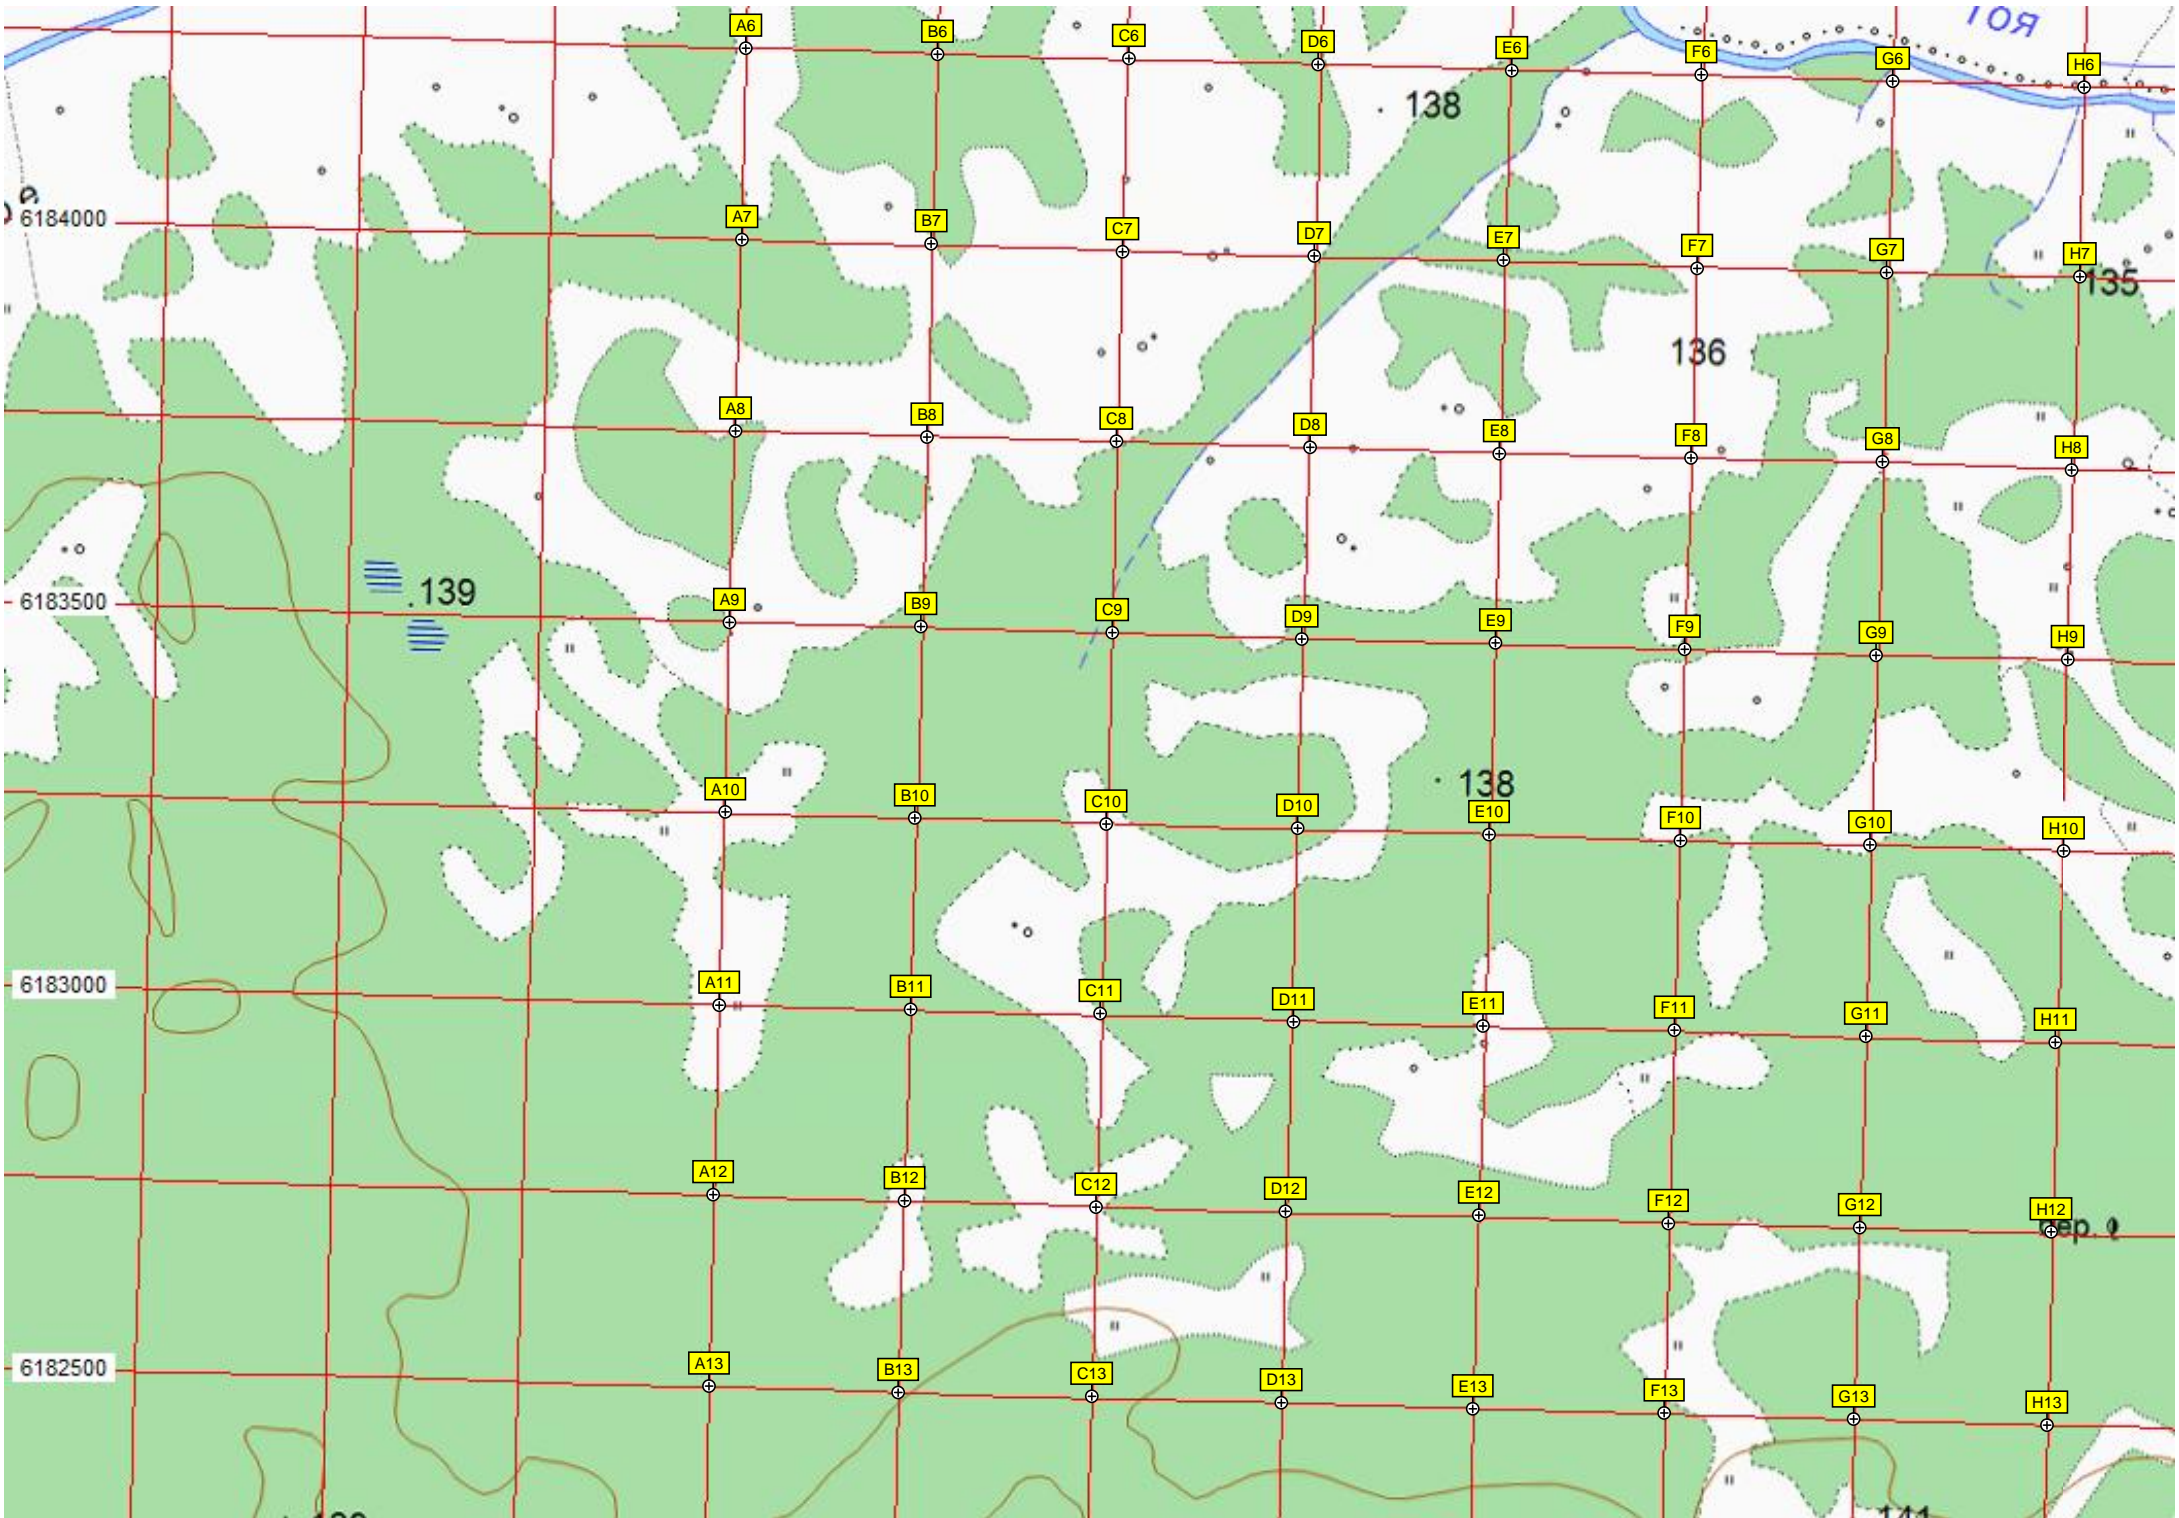 Тоя
A6 B6 C6 D6 E6 F6 G6 H6
138
6184000 A7 B7 C7 D7 E7 F7 G7 H7
135
136
A8 B8 C8 D8 E8 F8 G8 H8
139
6183500 A9 B9 C9 D9 E9 F9 G9 H9
138
A10 B10 C10 D10 E10 F10 G10 H10
6183000 A11 B11 C11 D11 E11 F11 G11 H11
A12 B12 C12 D12 E12 F12 G12 H12
бер.
6182500 A13 B13 C13 D13 E13 F13 G13 H13
141